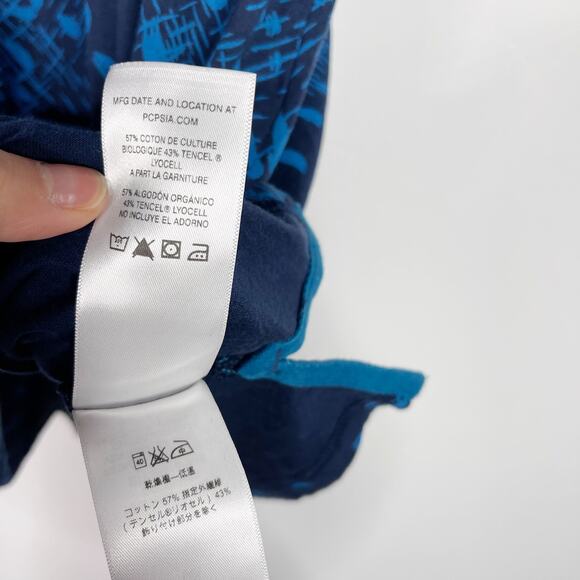 MFG DATE AND LOCATION AT
PCPSIA.COM
57% COTON DE CULTURE
BIOLOGIQUE 43% TENCEL ®
LYOCELL
A PART LA GARNITURE
57% ALGODÓN ORGÁNICO
43% TENCEL ® LYOCELL
NO INCLUYE EL ADORNO
40
中
乾燥機—低温
コットン 57% 指定外繊維
(テンセル®リオセル) 43%
飾り付け部分を除く